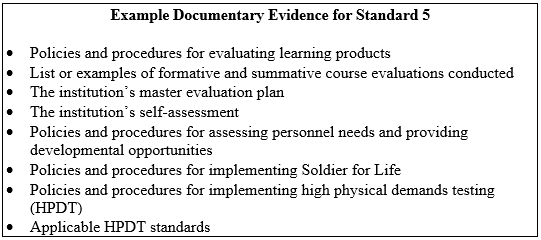 Example Documentary Evidence for Standard 5
• Policies and procedures for evaluating learning products
• List or examples of formative and summative course evaluations conducted
• The institution's master evaluation plan
• The institution's self-assessment
• Policies and procedures for assessing personnel needs and providing
developmental opportunities
• Policies and procedures for implementing Soldier for Life
• Policies and procedures for implementing high physical demands testing
(HPDT)
• Applicable HPDT standards